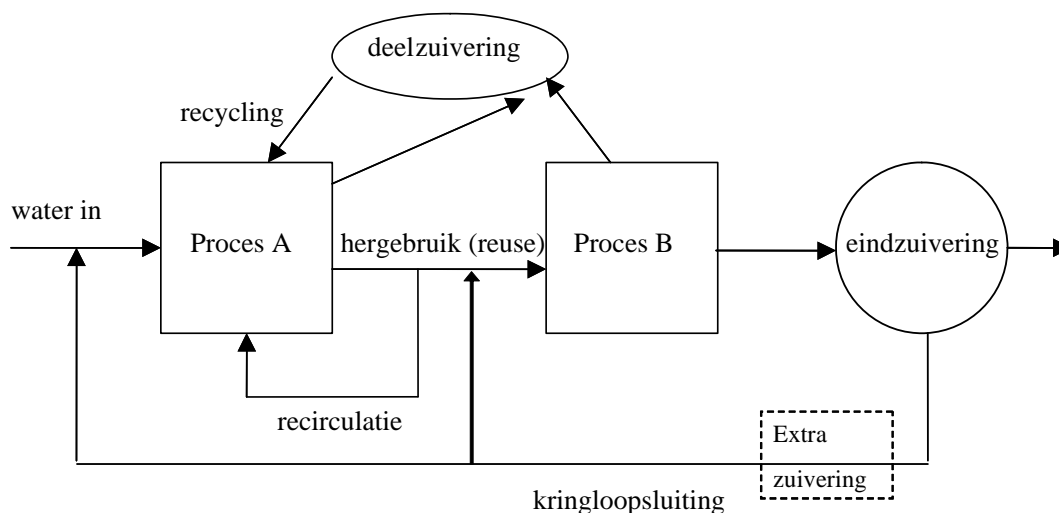 deelzuivering
recycling
water in
Proces A
hergebruik (reuse)
Proces B
eindzuivering
recirculatie
Extra
zuivering
kringloopsluiting